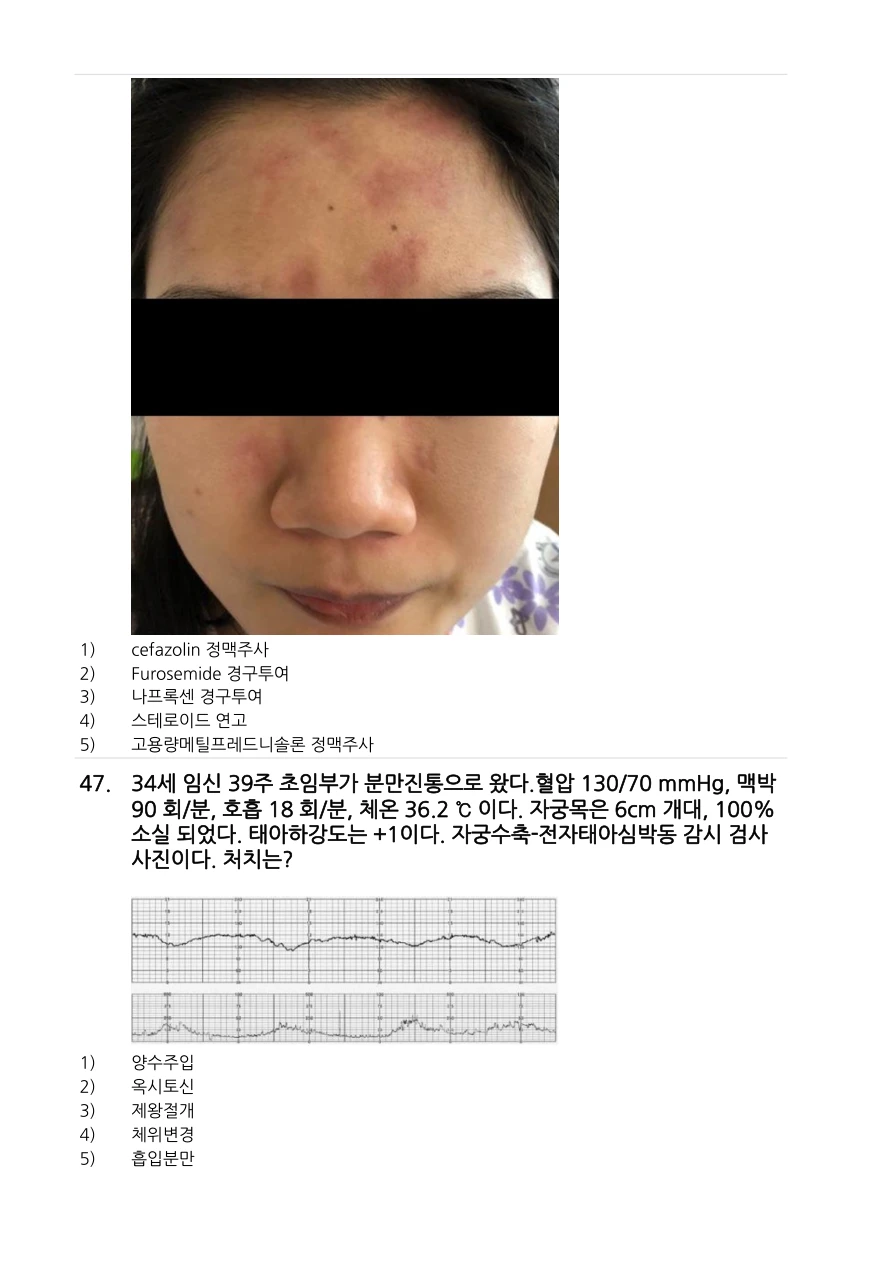 1) cefazolin 정맥주사
2) Furosemide 경구투여
3) 나프록센 경구투여
4) 스테로이드 연고
5) 고용량메틸프레드니솔론 정맥주사
47. 34세 임신 39주 초임부가 분만진통으로 왔다.혈압 130/70 mmHg, 맥박
90 회/분, 호흡 18 회/분, 체온 36.2 ℃ 이다. 자궁목은 6cm 개대, 100%
소실 되었다. 태아하강도는 +1이다. 자궁수축-전자태아심박동 감시 검사
사진이다. 처치는?
1) 양수주입
2) 옥시토신
3) 제왕절개
4) 체위변경
5) 흡입분만